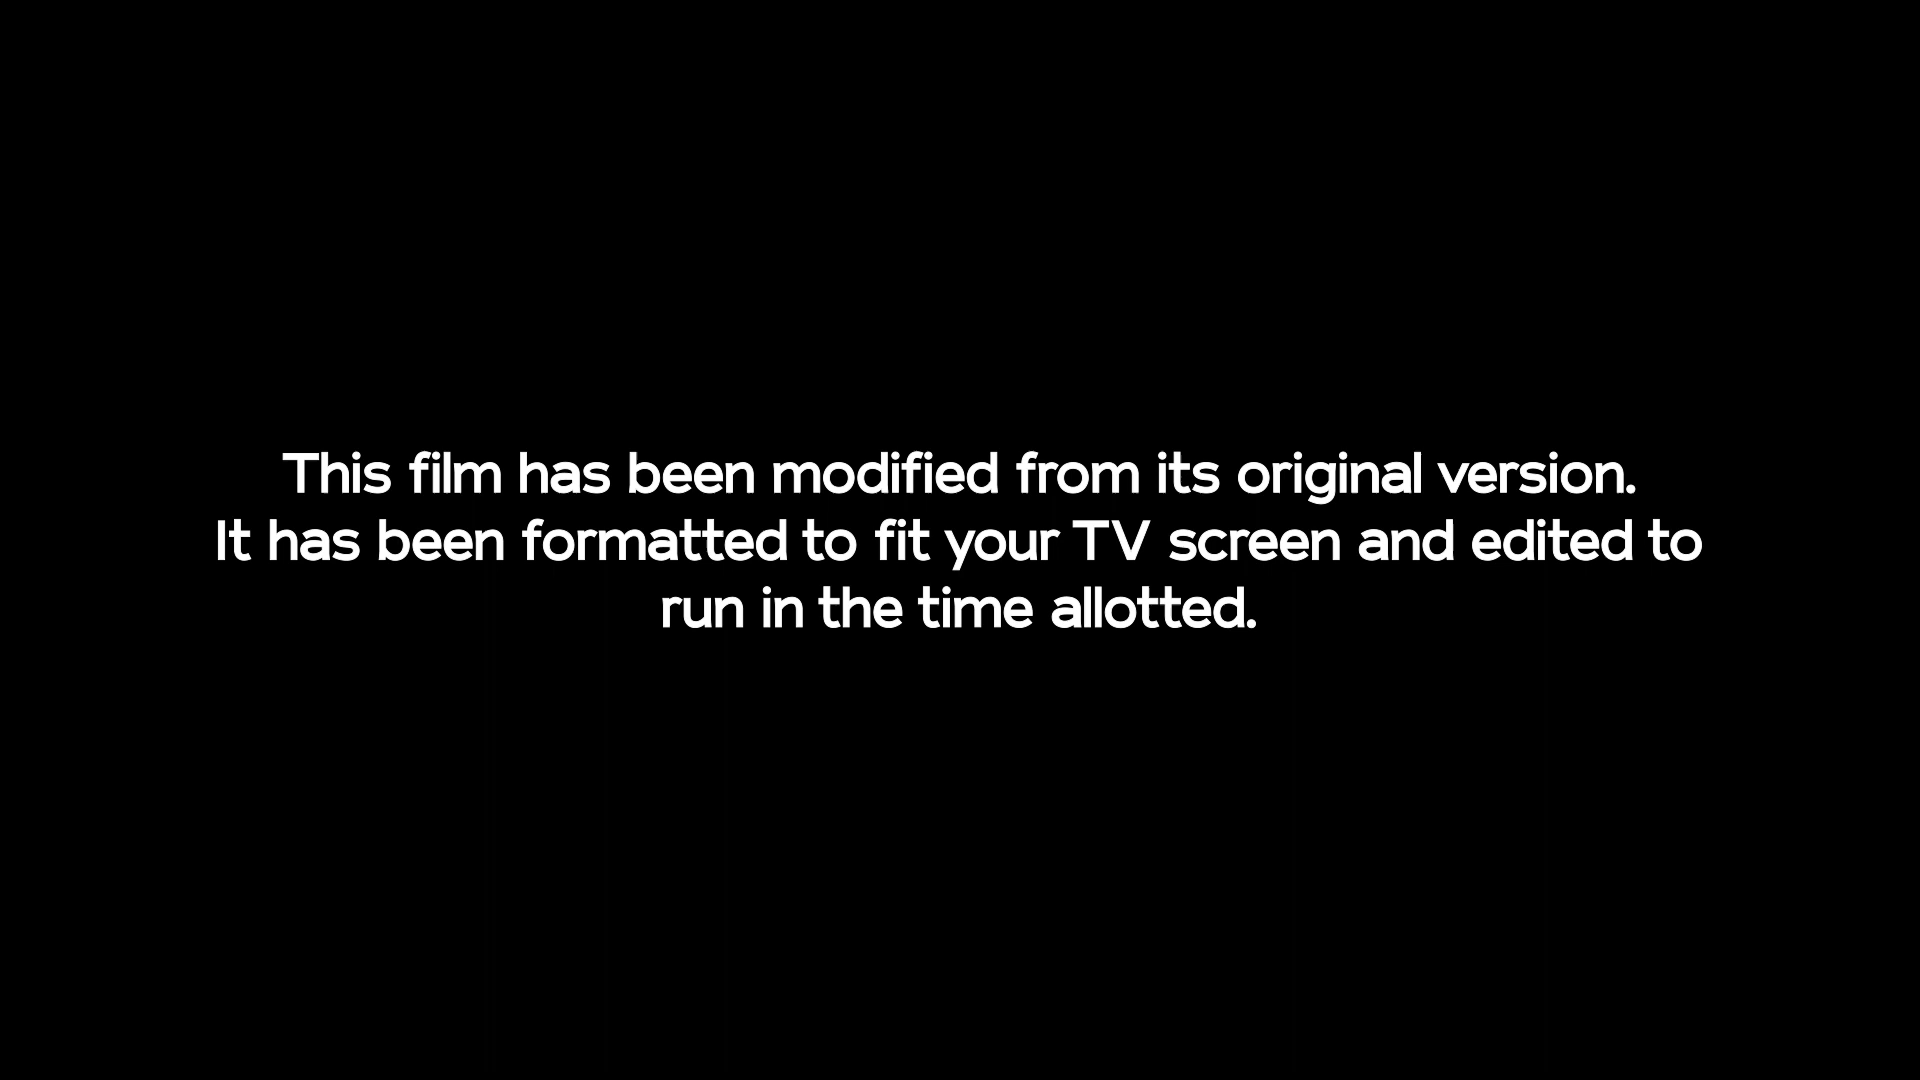 This film has been modified from its original version.
It has been formatted to fit your TV screen and edited to
run in the time allotted.